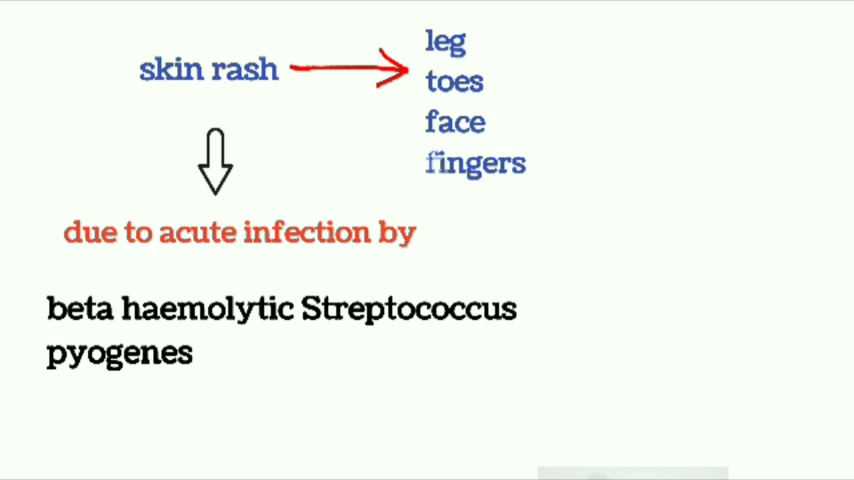 skin rash
leg
toes
face
fingers
due to acute infection by
beta haemolytic Streptococcus
pyogenes